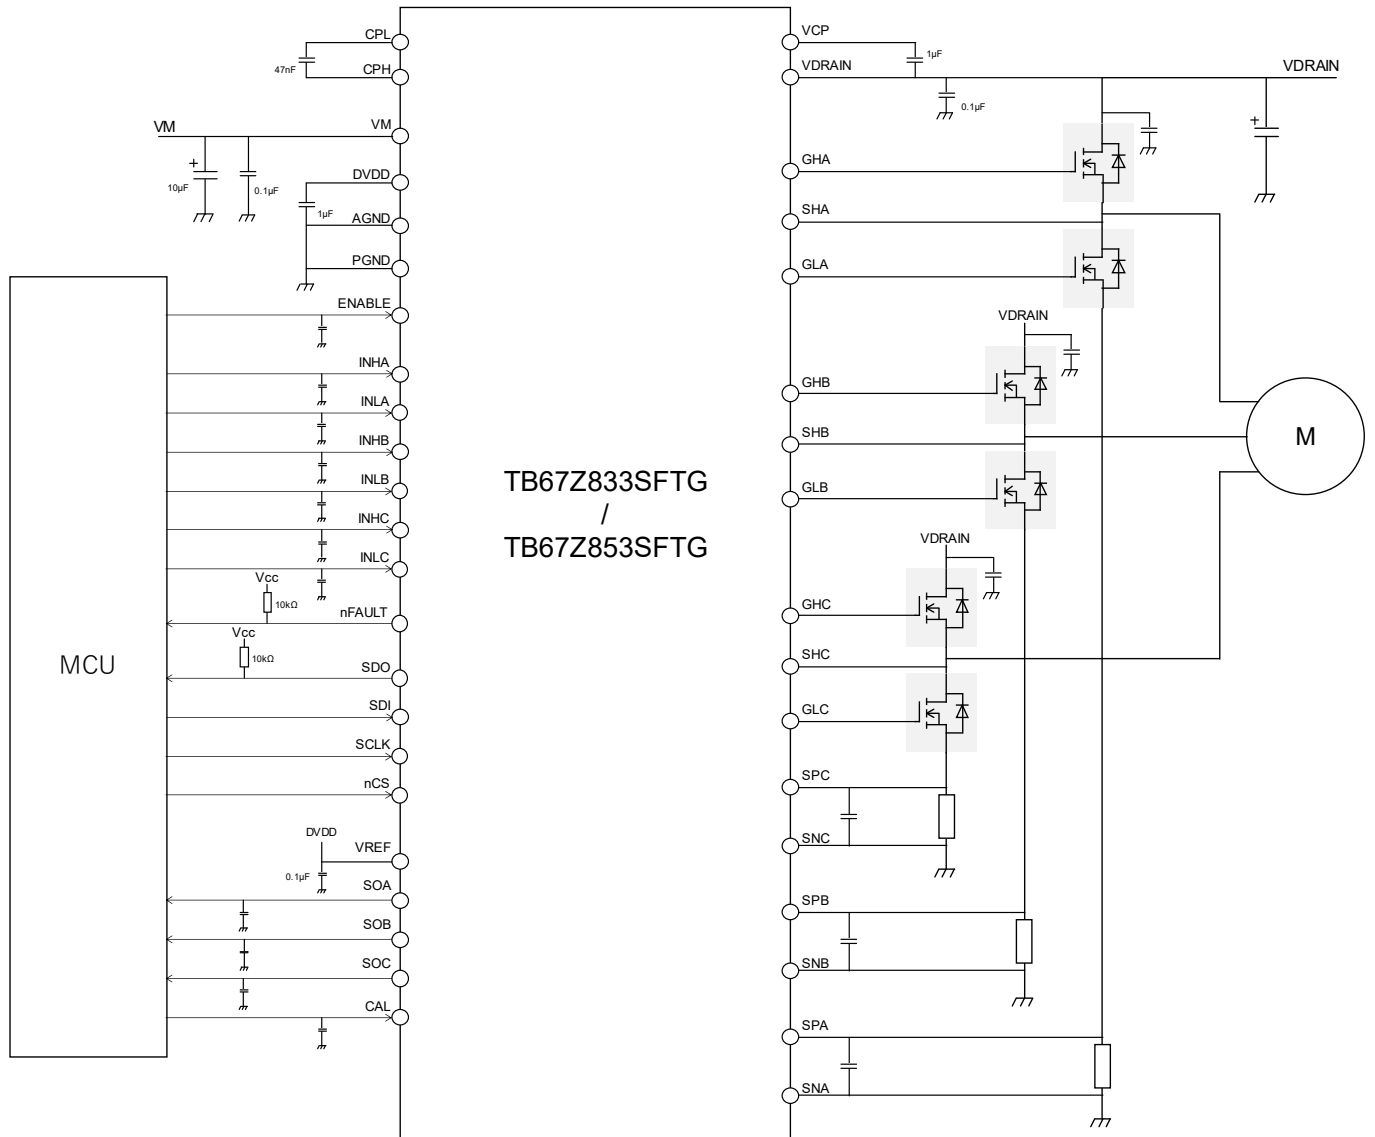 CPL
47nF
CPH
VM
VM
10µF
0.1µF
DVDD
1µF
AGND
PGND
ENABLE
INHA
INLA
INHB
INLB
INHC
INLC
Vcc
10kΩ
nFAULT
Vcc
10kΩ
SDO
SDI
SCLK
nCS
DVDD
VREF
0.1µF
SOA
SOB
SOC
CAL
MCU
TB67Z833SFTG
/
TB67Z853SFTG
VCP
1µF
VDRAIN
VDRAIN
0.1µF
+
+
GHA
SHA
GLA
VDRAIN
GHB
SHB
GLB
VDRAIN
GHC
SHC
GLC
SPC
SNC
SPB
SNB
SPA
SNA
M